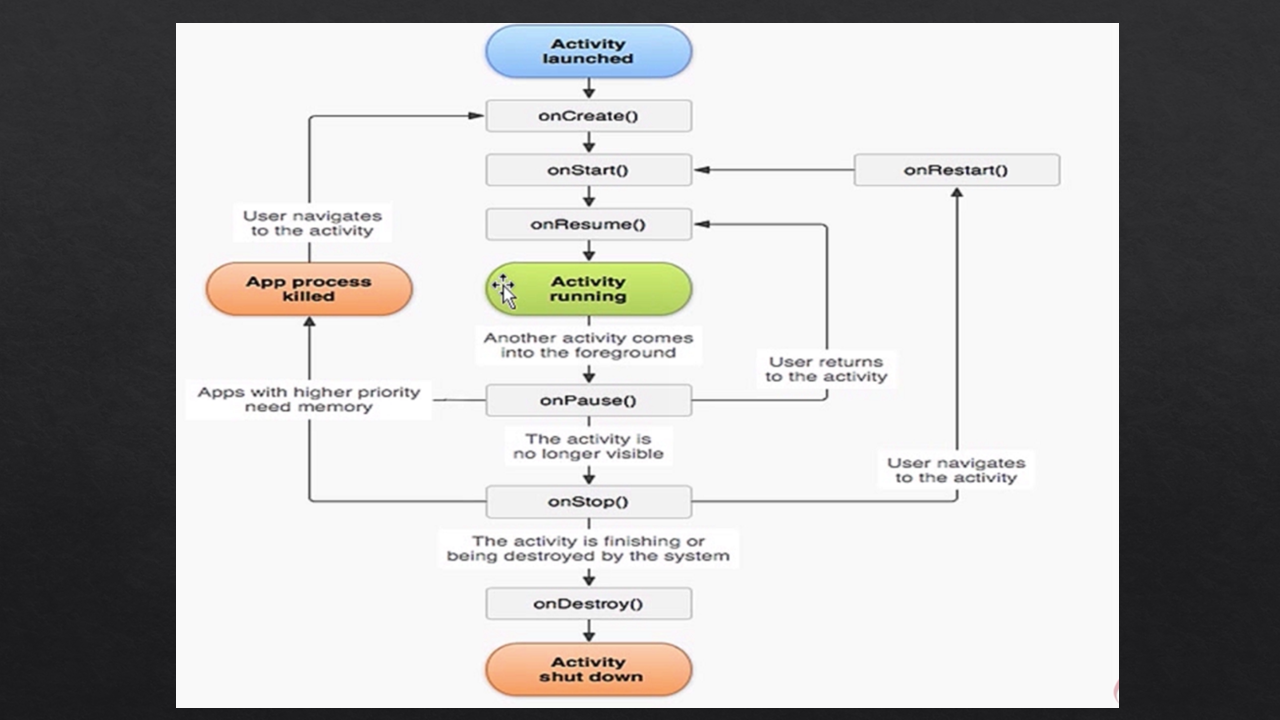 Activity
launched
onCreate()
onStart()
onRestart()
onResume()
User navigates
to the activity
App process
killed
Activity
running
Another activity comes
into the foreground
User returns
to the activity
Apps with higher priority
need memory
onPause()
The activity is
no longer visible
User navigates
to the activity
onStop()
The activity is finishing or
being destroyed by the system
onDestroy()
Activity
shut down